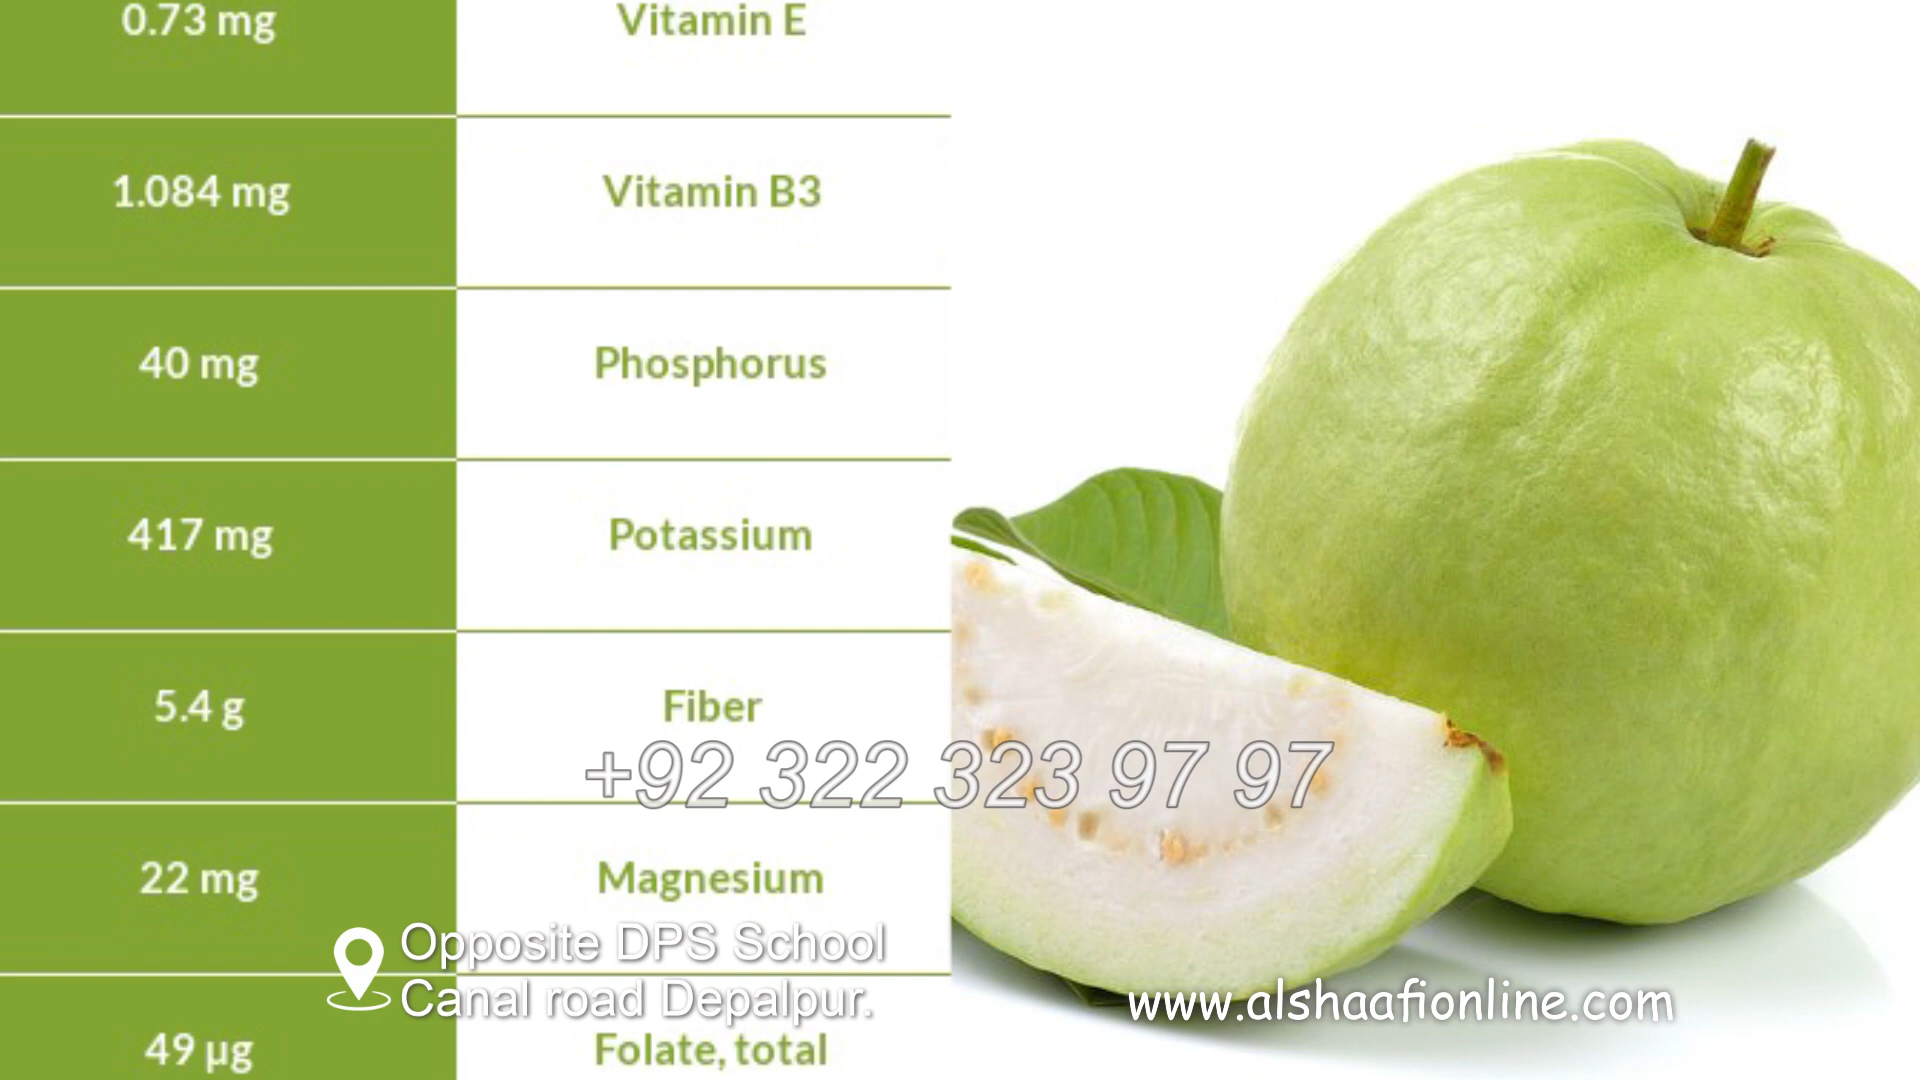 0.73 mg Vitamin E
1.084 mg Vitamin B3
40 mg Phosphorus
417 mg Potassium
5.4 g Fiber
+92 322 323 97 97
22 mg Magnesium
Opposite DPS School
Canal road Depalpur.
www.alshaafionline.com
49 µg Folate, total